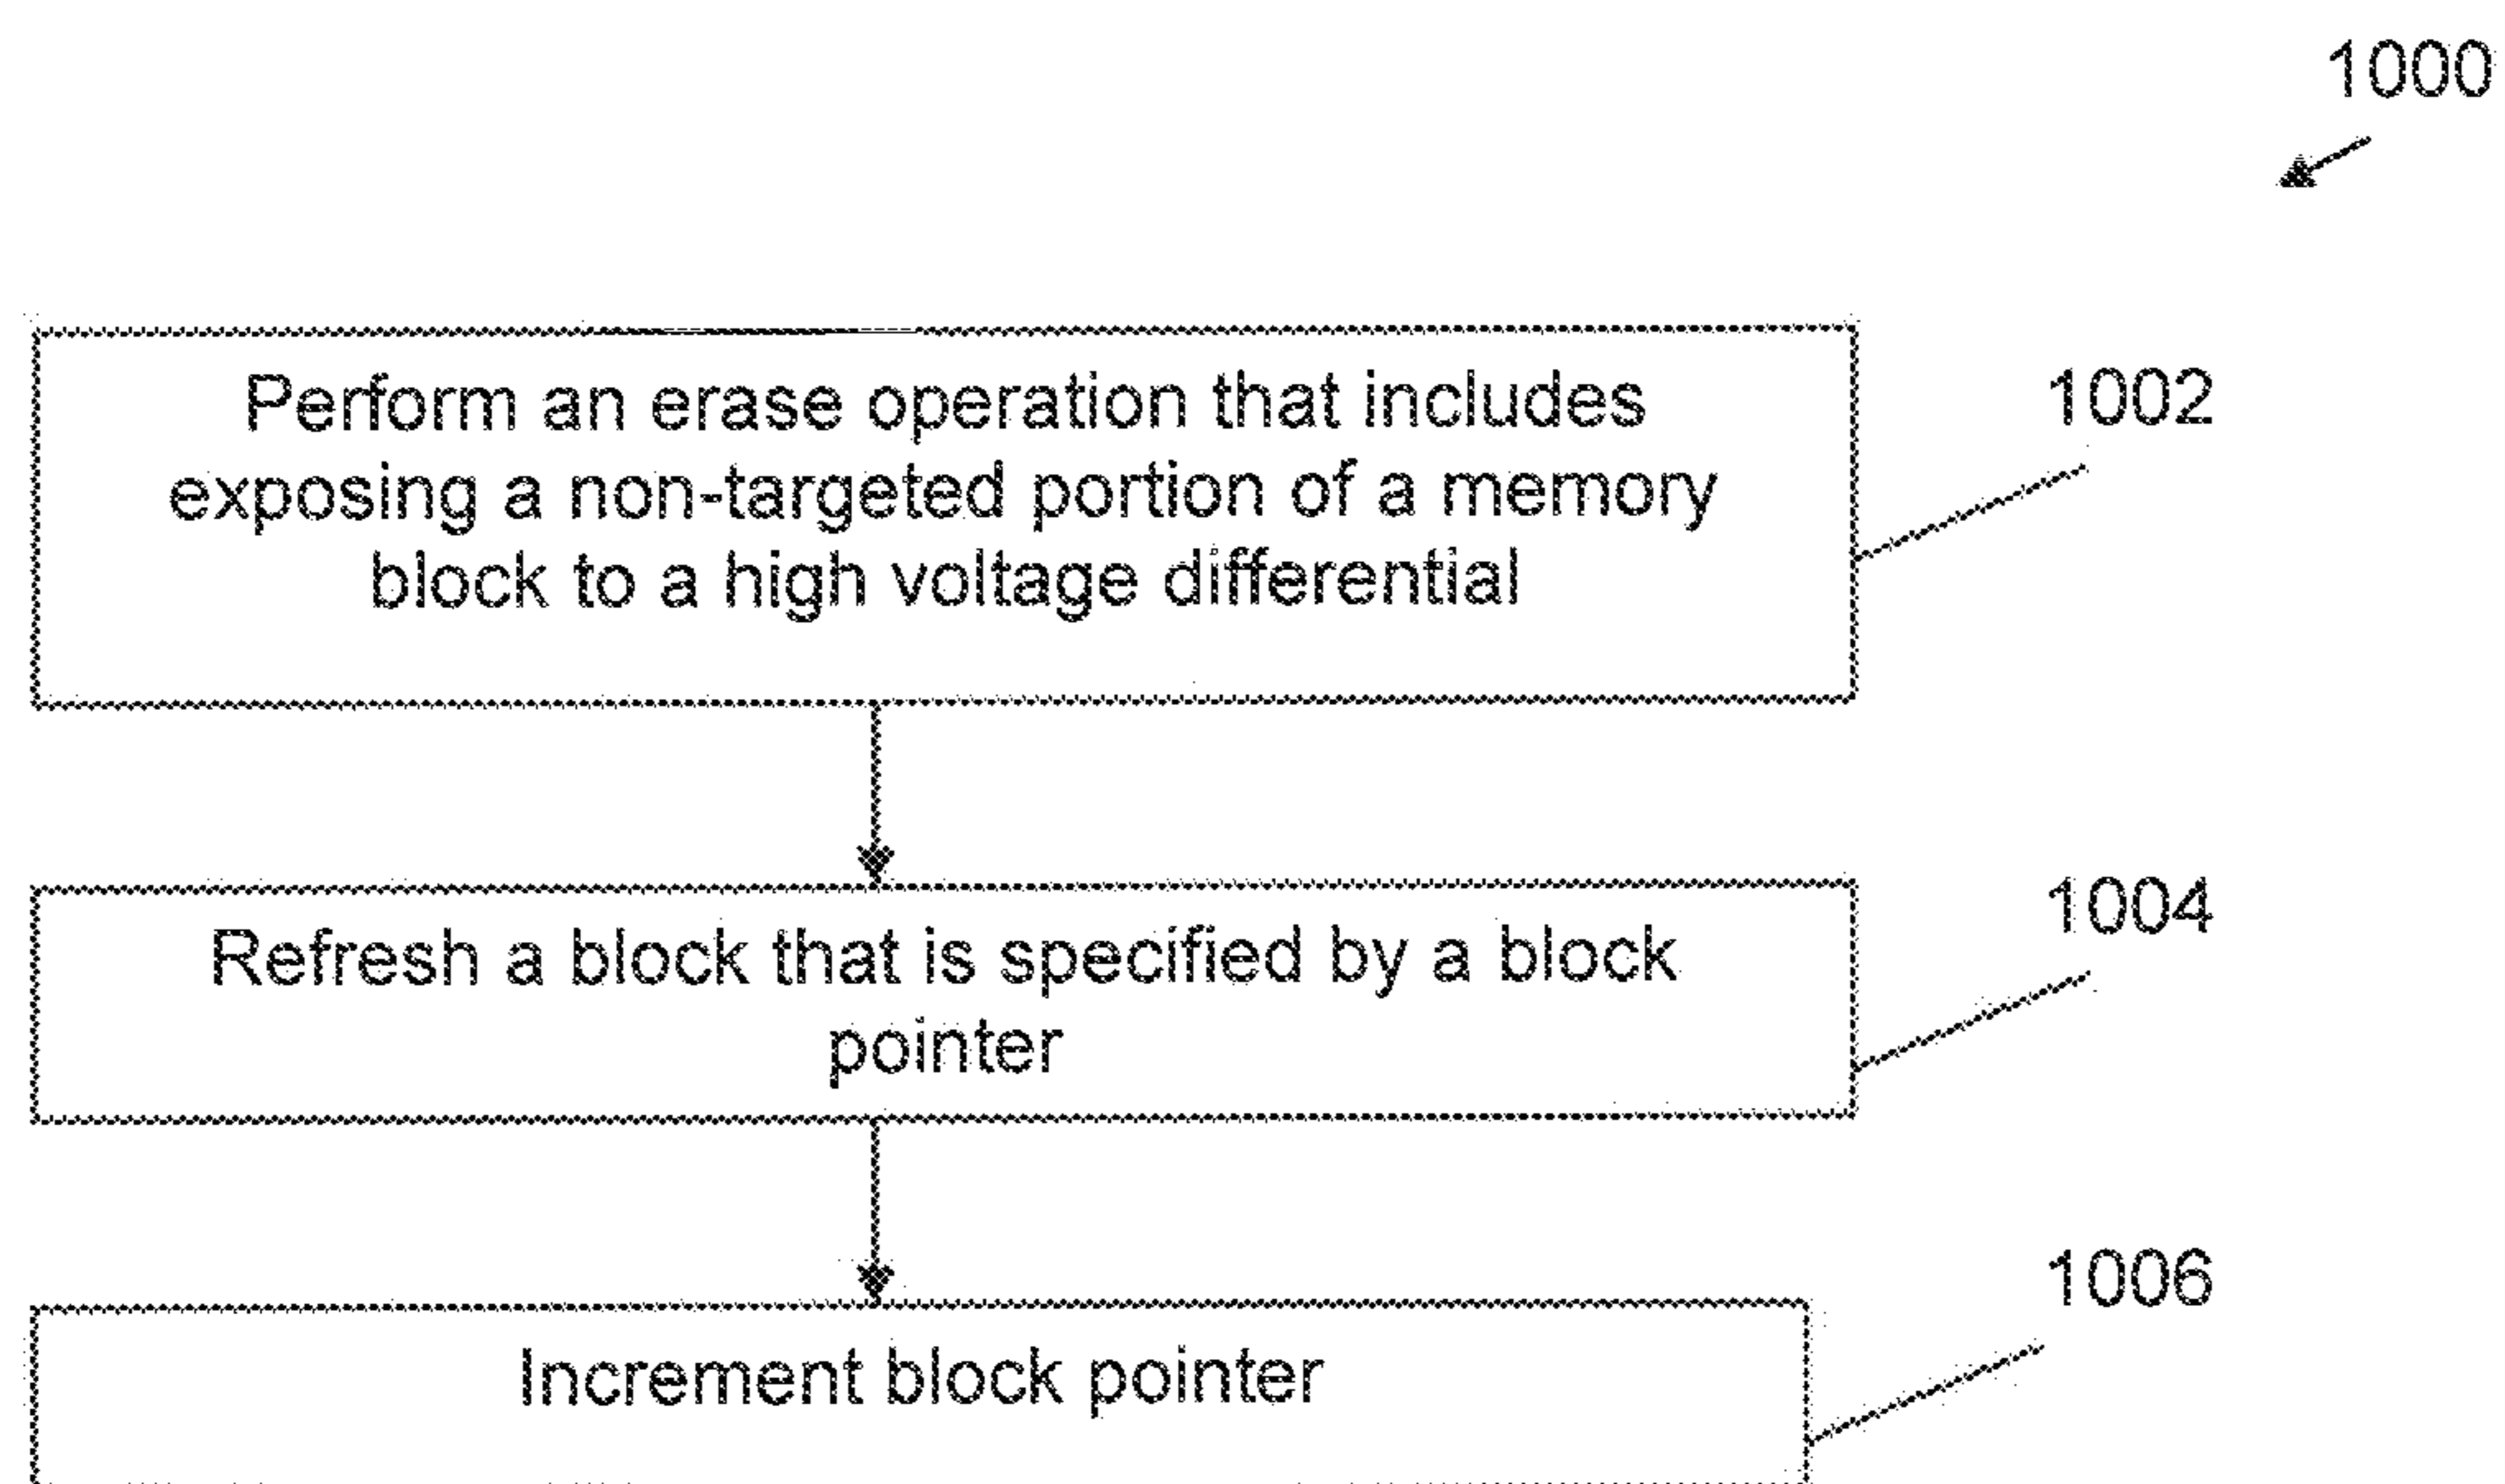 1000
Perform an erase operation that includes
exposing a non-targeted portion of a memory
block to a high voltage differential
1002
Refresh a block that is specified by a block
pointer
1004
Increment block pointer
1006